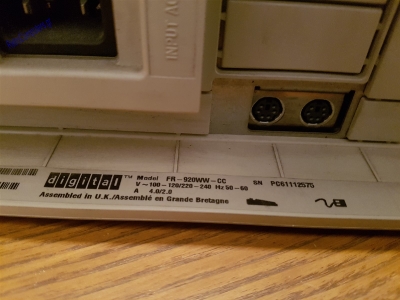 INPUT AC
digital™ Model FR-920WW-CC SN PC61112575
V~100-120/220-240 Hz 50-60
A 4.0/2.0
Assembled in U.K./Assemblé en Grande Bretagne